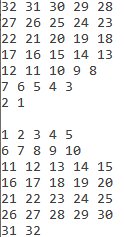 32 31 30 29 28
27 26 25 24 23
22 21 20 19 18
17 16 15 14 13
12 11 10 9 8
7 6 5 4 3
2 1

1 2 3 4 5
6 7 8 9 10
11 12 13 14 15
16 17 18 19 20
21 22 23 24 25
26 27 28 29 30
31 32